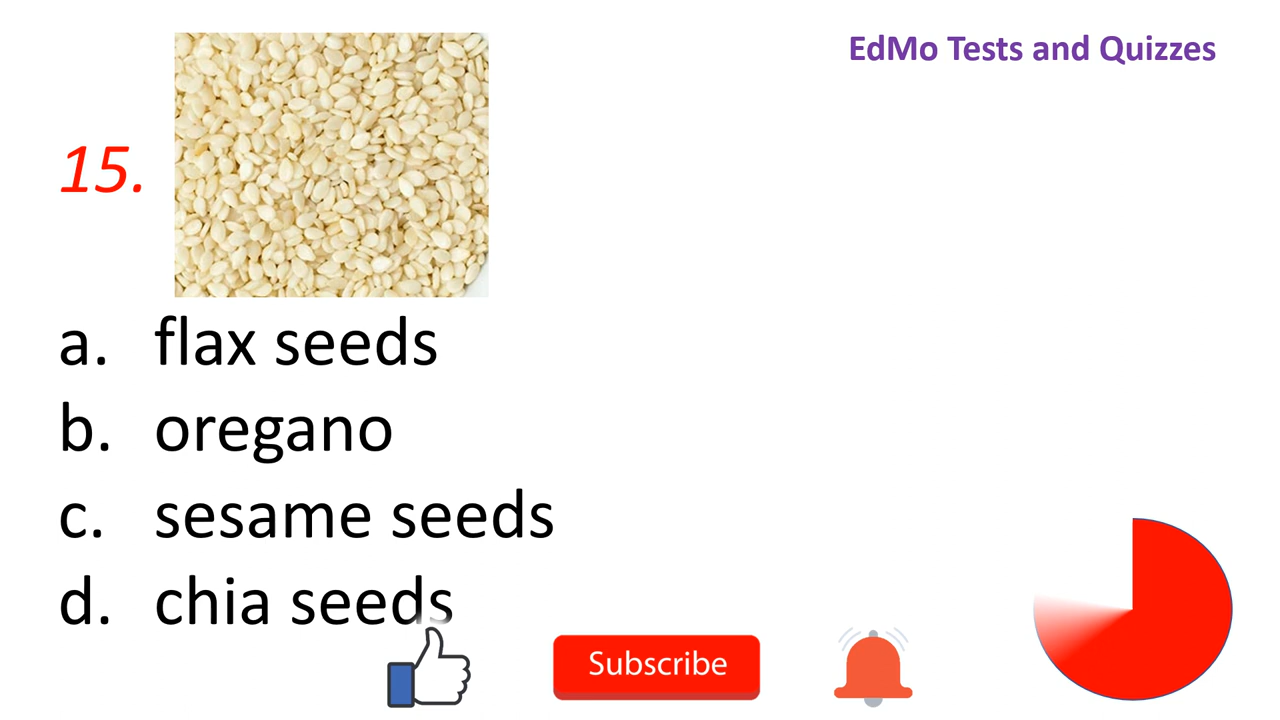 EdMo Tests and Quizzes
15.
a. flax seeds
b. oregano
c. sesame seeds
d. chia seeds
Subscribe